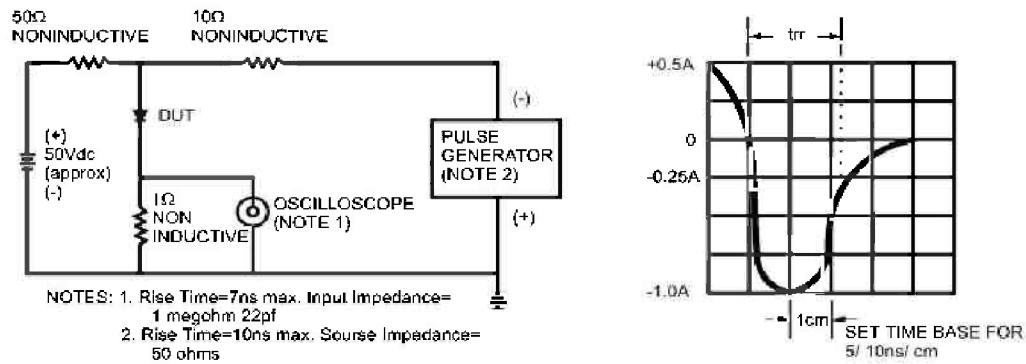 50Ω
NONINDUCTIVE
10Ω
NONINDUCTIVE
DUT
(+)
50Vdc
(approx)
(-)
1Ω
NON
INDUCTIVE
OSCILLOSCOPE
(NOTE 1)
(-)
PULSE
GENERATOR
(NOTE 2)
(+)
NOTES: 1. Rise Time=7ns max. Input Impedance=
1 megohm 22pf
2. Rise Time=10ns max. Sourse Impedance=
50 ohms
trr
+0.5A
0
-0.25A
-1.0A
1cm
SET TIME BASE FOR
5/ 10ns/ cm